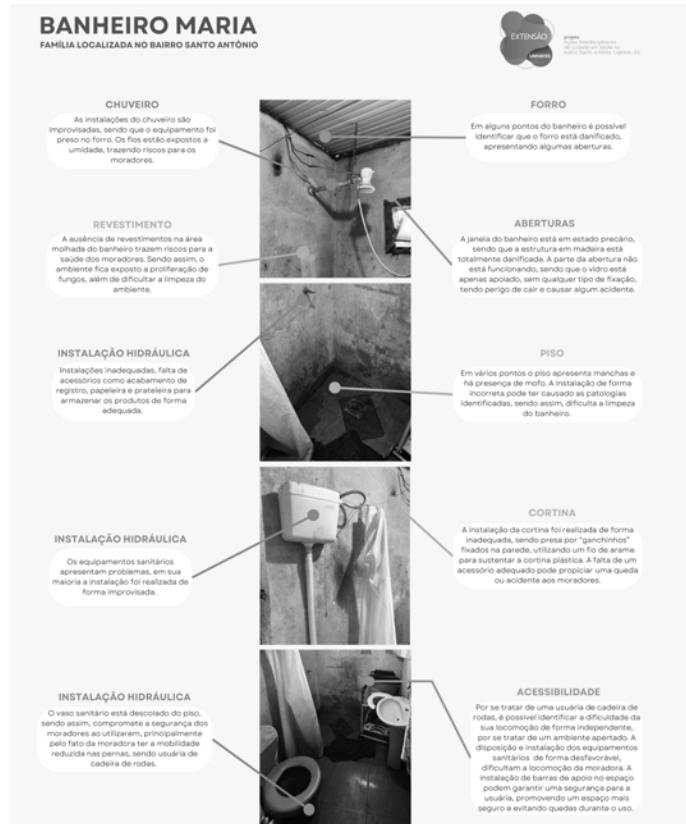 BANHEIRO MARIA
FAMÍLIA LOCALIZADA NO BAIRRO SANTO ANTÔNIO
EXTENSÃO
UNIVATES
projeto
Ações Interdisciplinares
de cuidado em saúde no
bairro Santo Antônio, Lajeado, RS
CHUVEIRO
As instalações do chuveiro são
improvisadas, sendo que o equipamento foi
preso no forro. Os fios estão expostos a
umidade, trazendo riscos para os
moradores.
FORRO
Em alguns pontos do banheiro é possível
identificar que o forro está danificado,
apresentando algumas aberturas.
REVESTIMENTO
A ausência de revestimentos na área
molhada do banheiro trazem riscos para a
saúde dos moradores. Sendo assim, o
ambiente fica exposto a proliferação de
fungos, além de dificultar a limpeza do
ambiente.
ABERTURAS
A janela do banheiro está em estado precário,
sendo que a estrutura em madeira está
totalmente danificada. A parte da abertura não
está funcionando, sendo que o vidro está
apenas apoiado, sem qualquer tipo de fixação,
tendo perigo de cair e causar algum acidente.
INSTALAÇÃO HIDRÁULICA
Instalações inadequadas, falta de
acessórios como acabamento de
registro, papeleira e prateleira para
armazenar os produtos de forma
adequada.
PISO
Em vários pontos o piso apresenta manchas e
há presença de mofo. A instalação de forma
incorreta pode ter causado as patologias
identificadas, sendo assim, dificulta a limpeza
do banheiro.
INSTALAÇÃO HIDRÁULICA
Os equipamentos sanitários
apresentam problemas, em sua
maioria a instalação foi realizada de
forma improvisada.
CORTINA
A instalação da cortina foi realizada de forma
inadequada, sendo presa por "ganchinhos"
fixados na parede, utilizando um fio de arame
para sustentar a cortina plástica. A falta de um
acessório adequado pode propiciar uma queda
ou acidente aos moradores.
INSTALAÇÃO HIDRÁULICA
O vaso sanitário está descolado do piso,
sendo assim, compromete a segurança dos
moradores ao utilizarem, principalmente
pelo fato da moradora ter a mobilidade
reduzida nas pernas, sendo usuária de
cadeira de rodas.
ACESSIBILIDADE
Por se tratar de uma usuária de cadeira de
rodas, é possível identificar a dificuldade da
sua locomoção de forma independente,
por se tratar de um ambiente apertado. A
disposição e instalação dos equipamentos
sanitários de forma desfavorável,
dificultam a locomoção da moradora. A
instalação de barras de apoio no espaço
podem garantir uma segurança para a
usuária, promovendo um espaço mais
seguro e evitando quedas durante o uso.